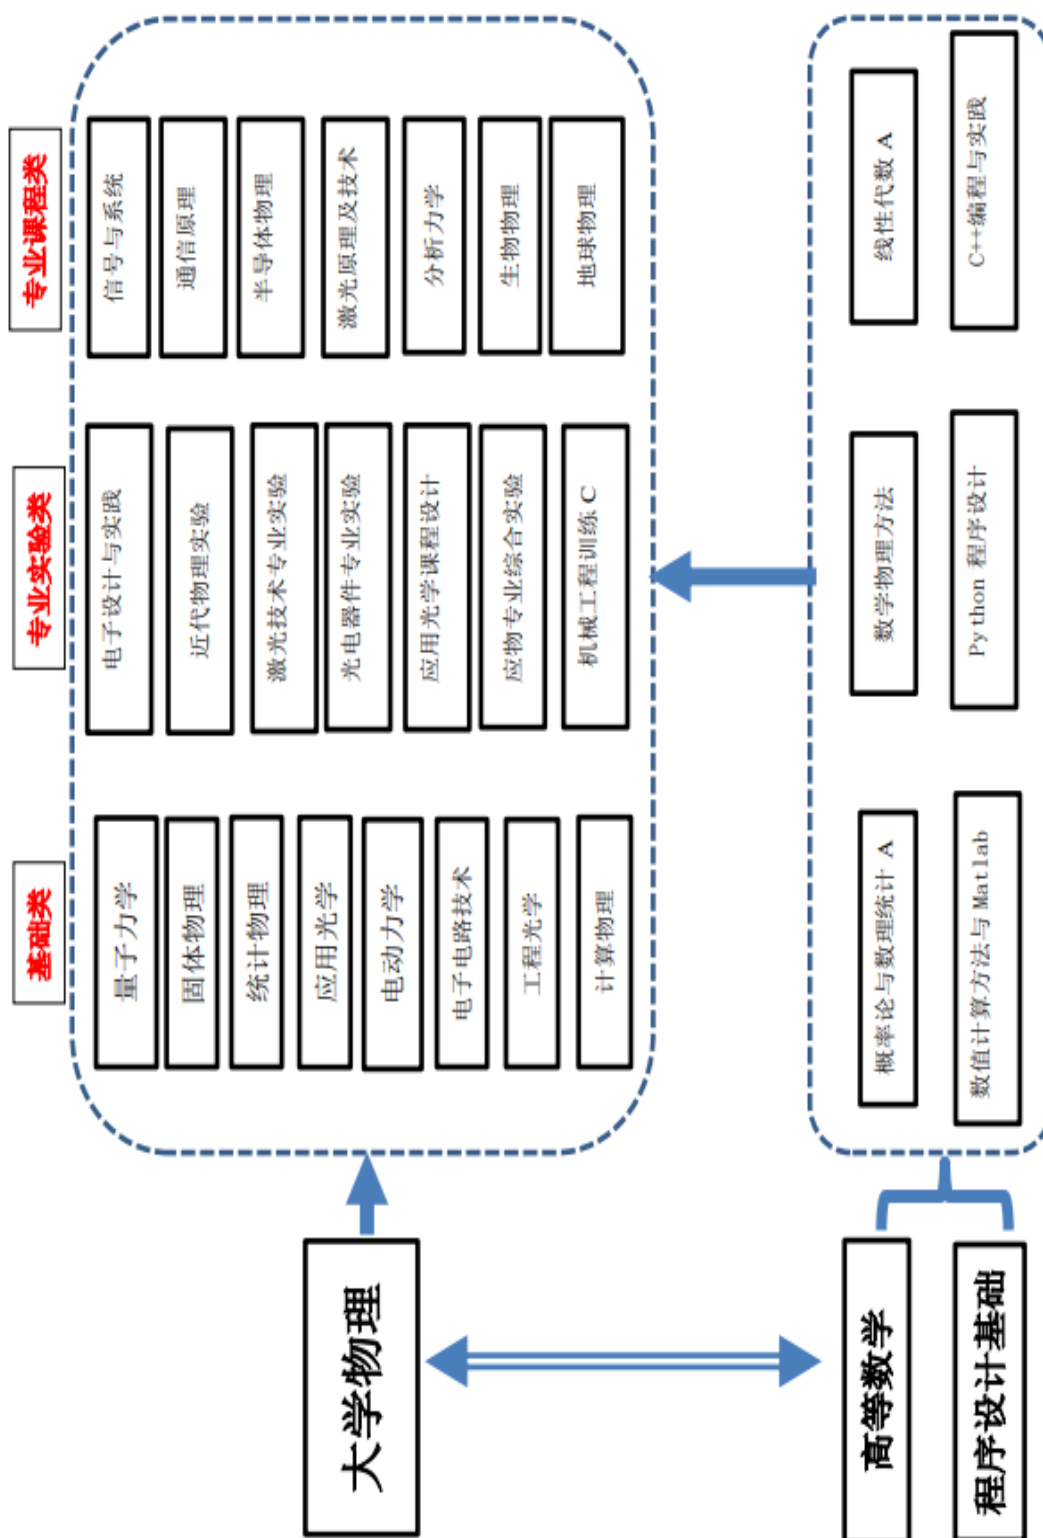 基础类
专业实验类
专业课程类
量子力学
电子设计与实践
信号与系统
固体物理
近代物理实验
通信原理
统计物理
激光技术专业实验
半导体物理
应用光学
光电器件专业实验
激光原理及技术
电动力学
应用光学课程设计
分析力学
电子电路技术
应物专业综合实验
生物物理
工程光学
机械工程训练 C
地球物理
计算物理
大学物理
高等数学
概率论与数理统计 A
数学物理方法
线性代数 A
程序设计基础
数值计算方法与 Matlab
Python 程序设计
C++编程与实践